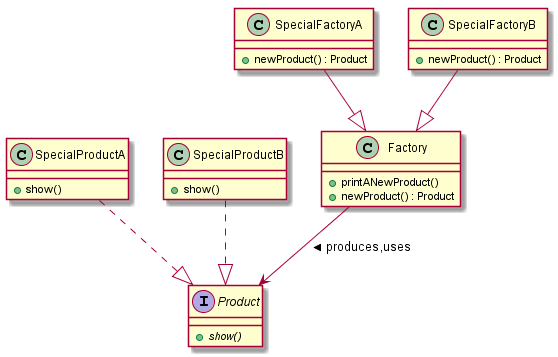 C SpecialFactoryA
newProduct() : Product
C SpecialFactoryB
newProduct() : Product
C SpecialProductA
show()
C SpecialProductB
show()
C Factory
printANewProduct()
newProduct() : Product
◄ produces,uses
I Product
show()